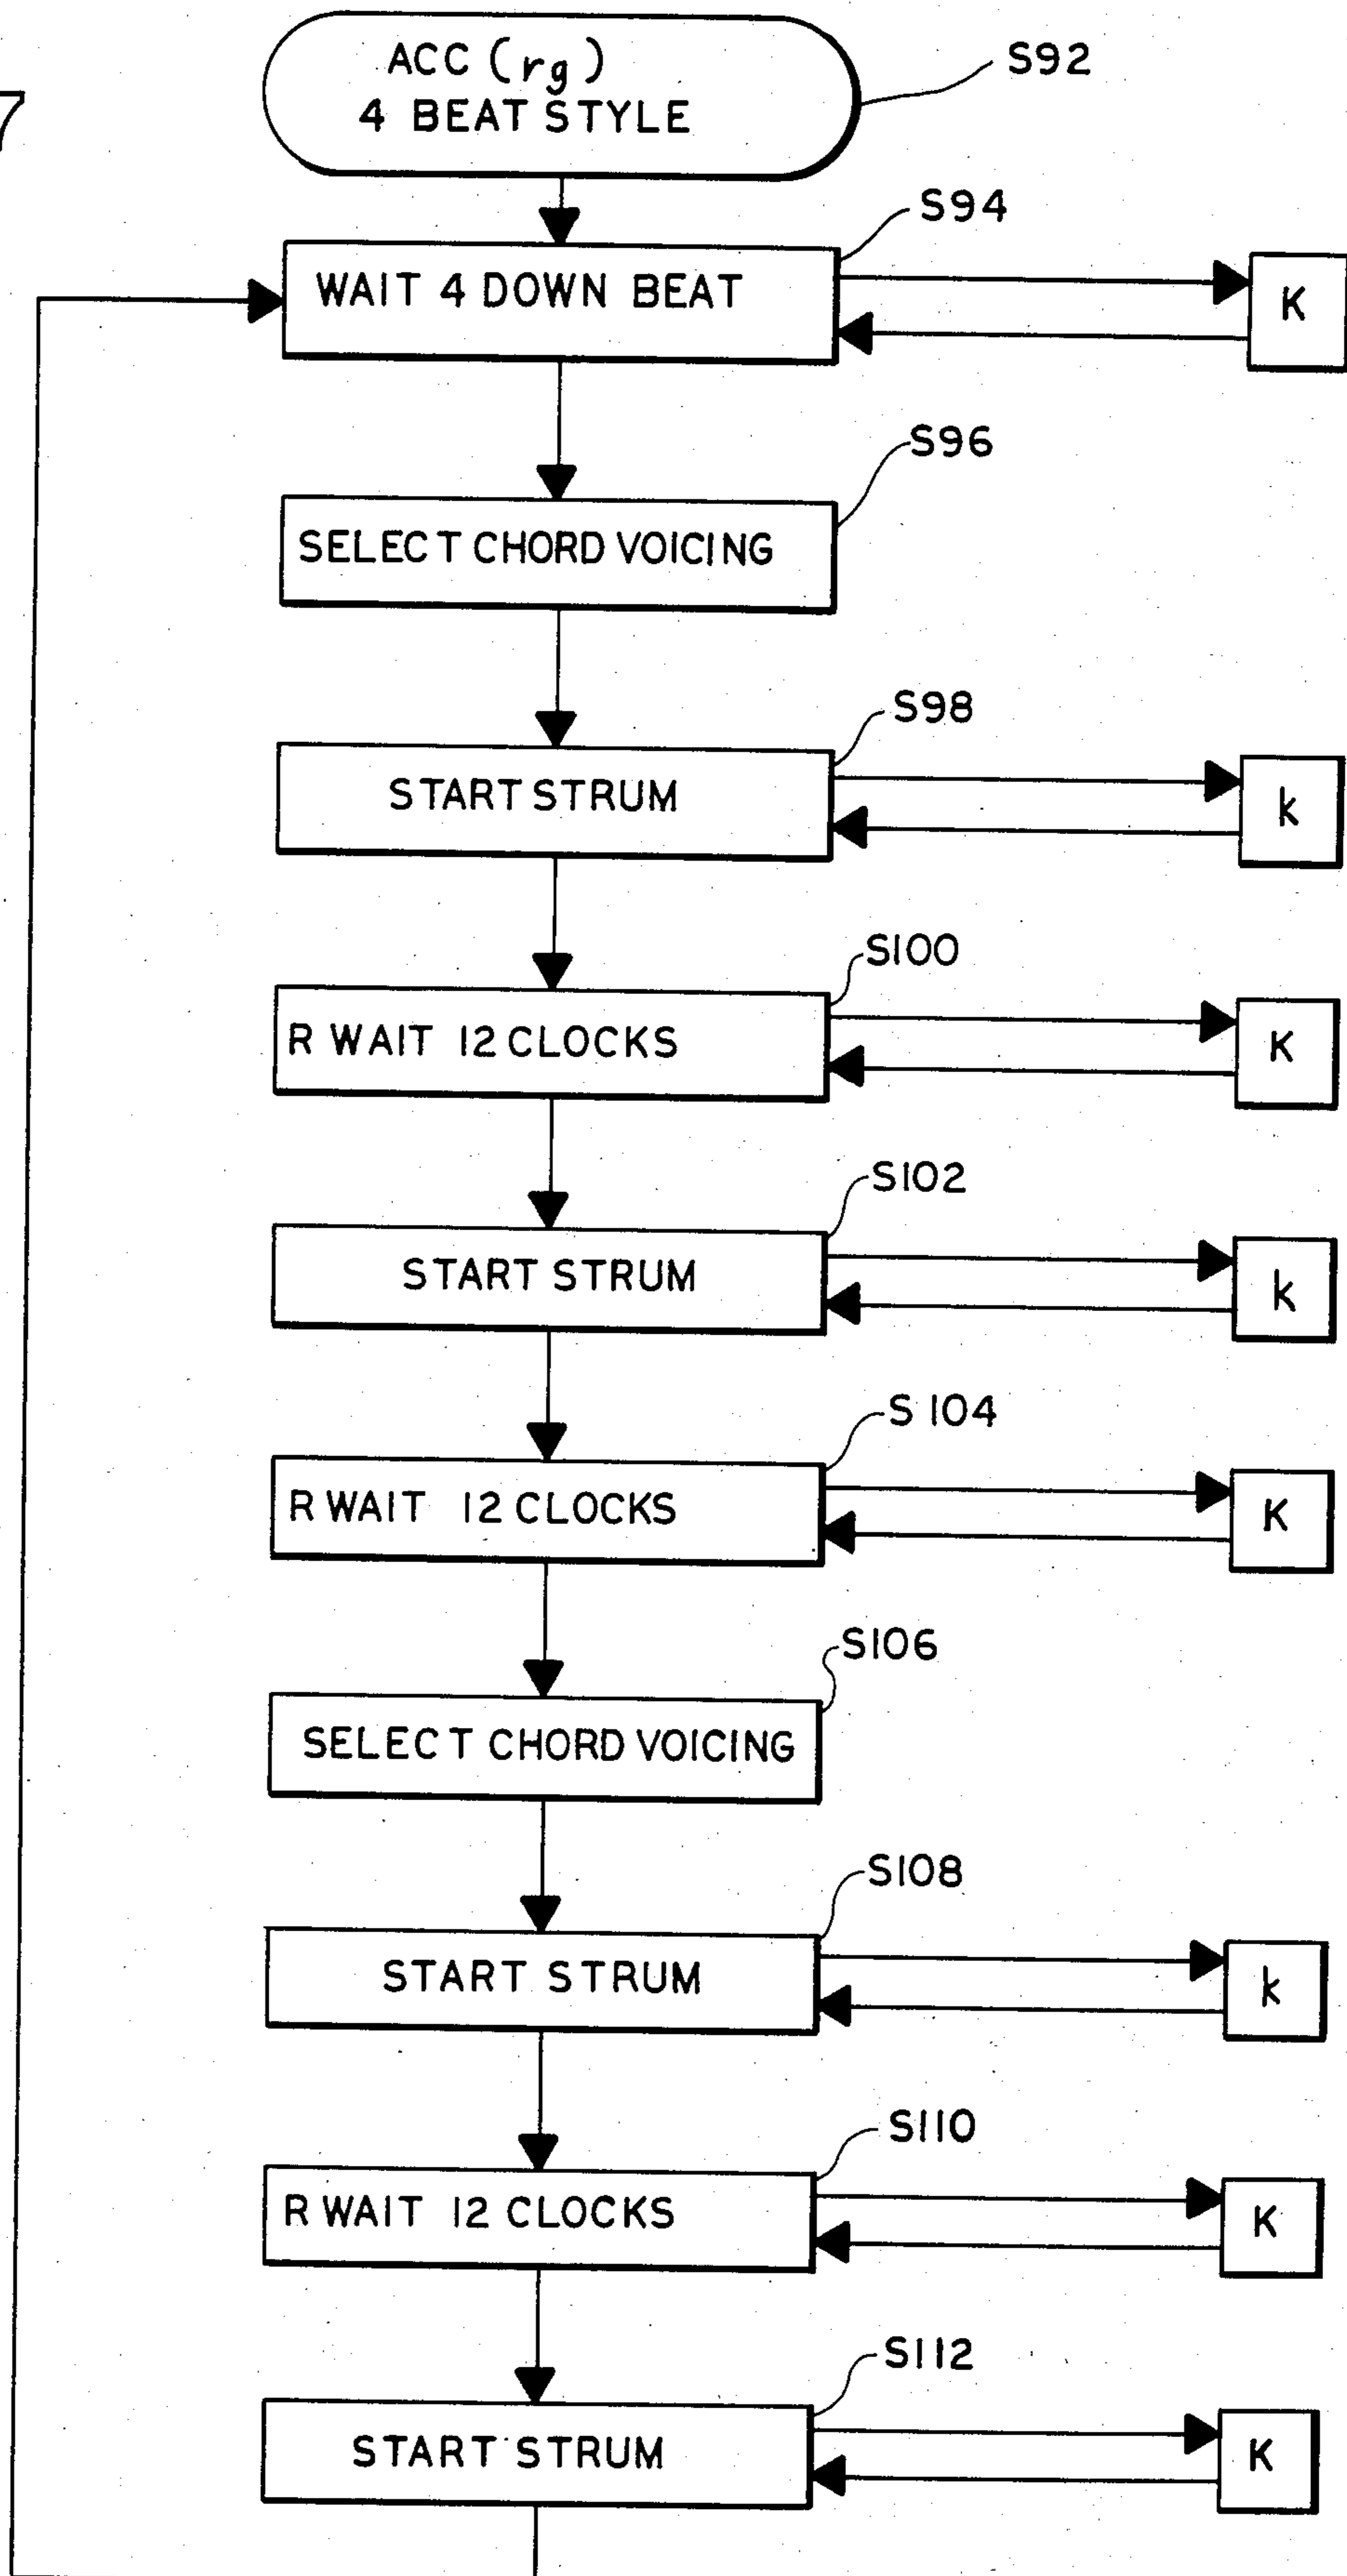 7
ACC (rg)
4 BEAT STYLE
S92
S94
WAIT 4 DOWN BEAT
K
S96
SELECT CHORD VOICING
S98
START STRUM
k
S100
R WAIT 12 CLOCKS
K
S102
START STRUM
k
S104
R WAIT 12 CLOCKS
K
S106
SELECT CHORD VOICING
S108
START STRUM
k
S110
R WAIT 12 CLOCKS
K
S112
START STRUM
K